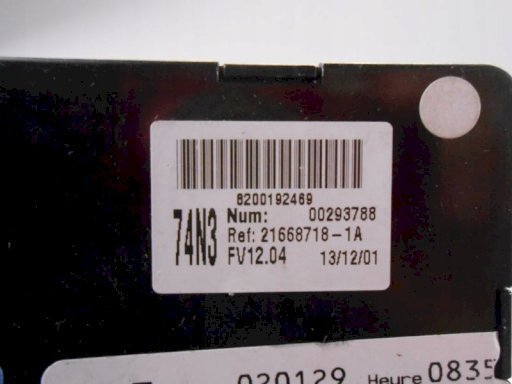 8200192469
74N3
Num: 00293788
Ref: 21668718-1A
FV12.04 13/12/01
020129 Heure 0835